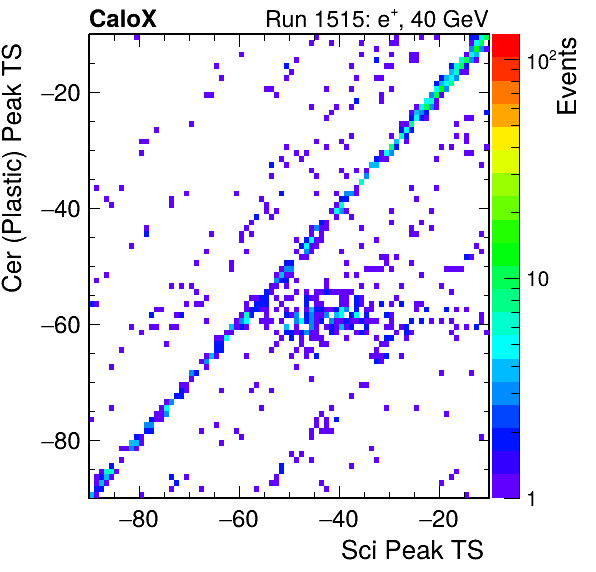 CaloX Run 1515: e⁺, 40 GeV
Cer (Plastic) Peak TS
−20
−40
−60
−80
−80 −60 −40 −20
Sci Peak TS
Events
10²
10
1